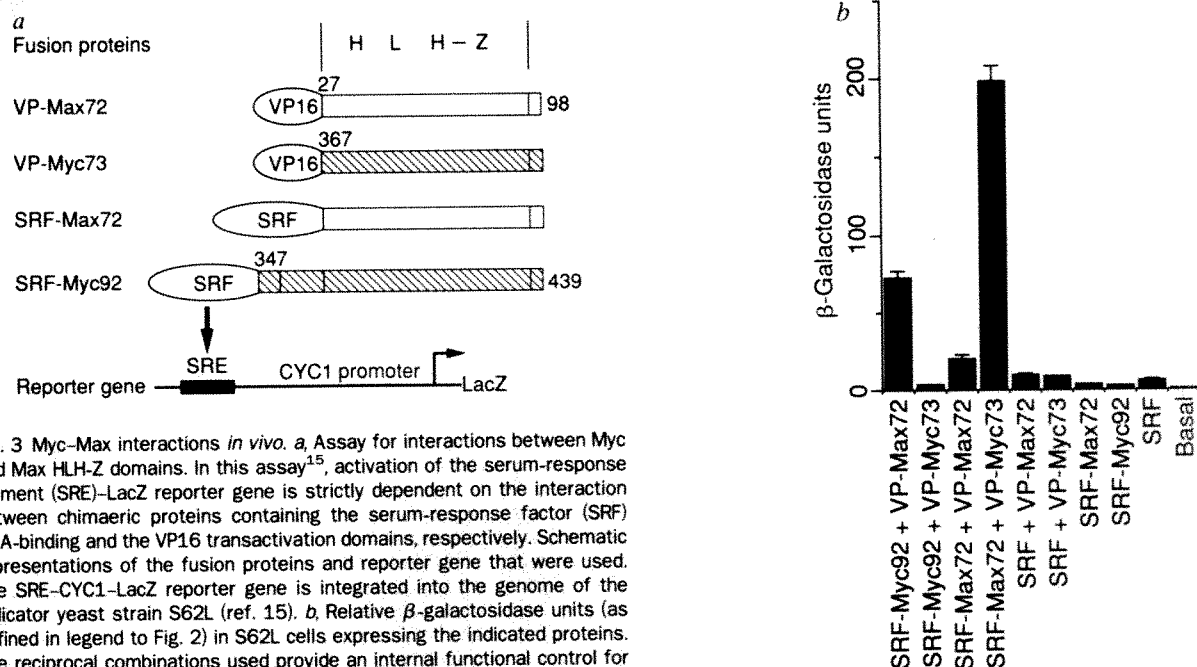 a
Fusion proteins
H L H – Z
27
VP-Max72
VP16
98
367
VP-Myc73
VP16
SRF-Max72
SRF
347
SRF-Myc92
SRF
439
SRE
CYC1 promoter
Reporter gene
LacZ
. 3 Myc–Max interactions in vivo. a, Assay for interactions between Myc
d Max HLH-Z domains. In this assay15, activation of the serum-response
ment (SRE)–LacZ reporter gene is strictly dependent on the interaction
tween chimaeric proteins containing the serum-response factor (SRF)
A-binding and the VP16 transactivation domains, respectively. Schematic
presentations of the fusion proteins and reporter gene that were used.
e SRE–CYC1–LacZ reporter gene is integrated into the genome of the
dicator yeast strain S62L (ref. 15). b, Relative β-galactosidase units (as
fined in legend to Fig. 2) in S62L cells expressing the indicated proteins.
e reciprocal combinations used provide an internal functional control for
b
β-Galactosidase units
200
100
0
SRF-Myc92 + VP-Max72
SRF-Myc92 + VP-Myc73
SRF-Max72 + VP-Max72
SRF-Max72 + VP-Myc73
SRF + VP-Max72
SRF + VP-Myc73
SRF-Max72
SRF-Myc92
SRF
Basal